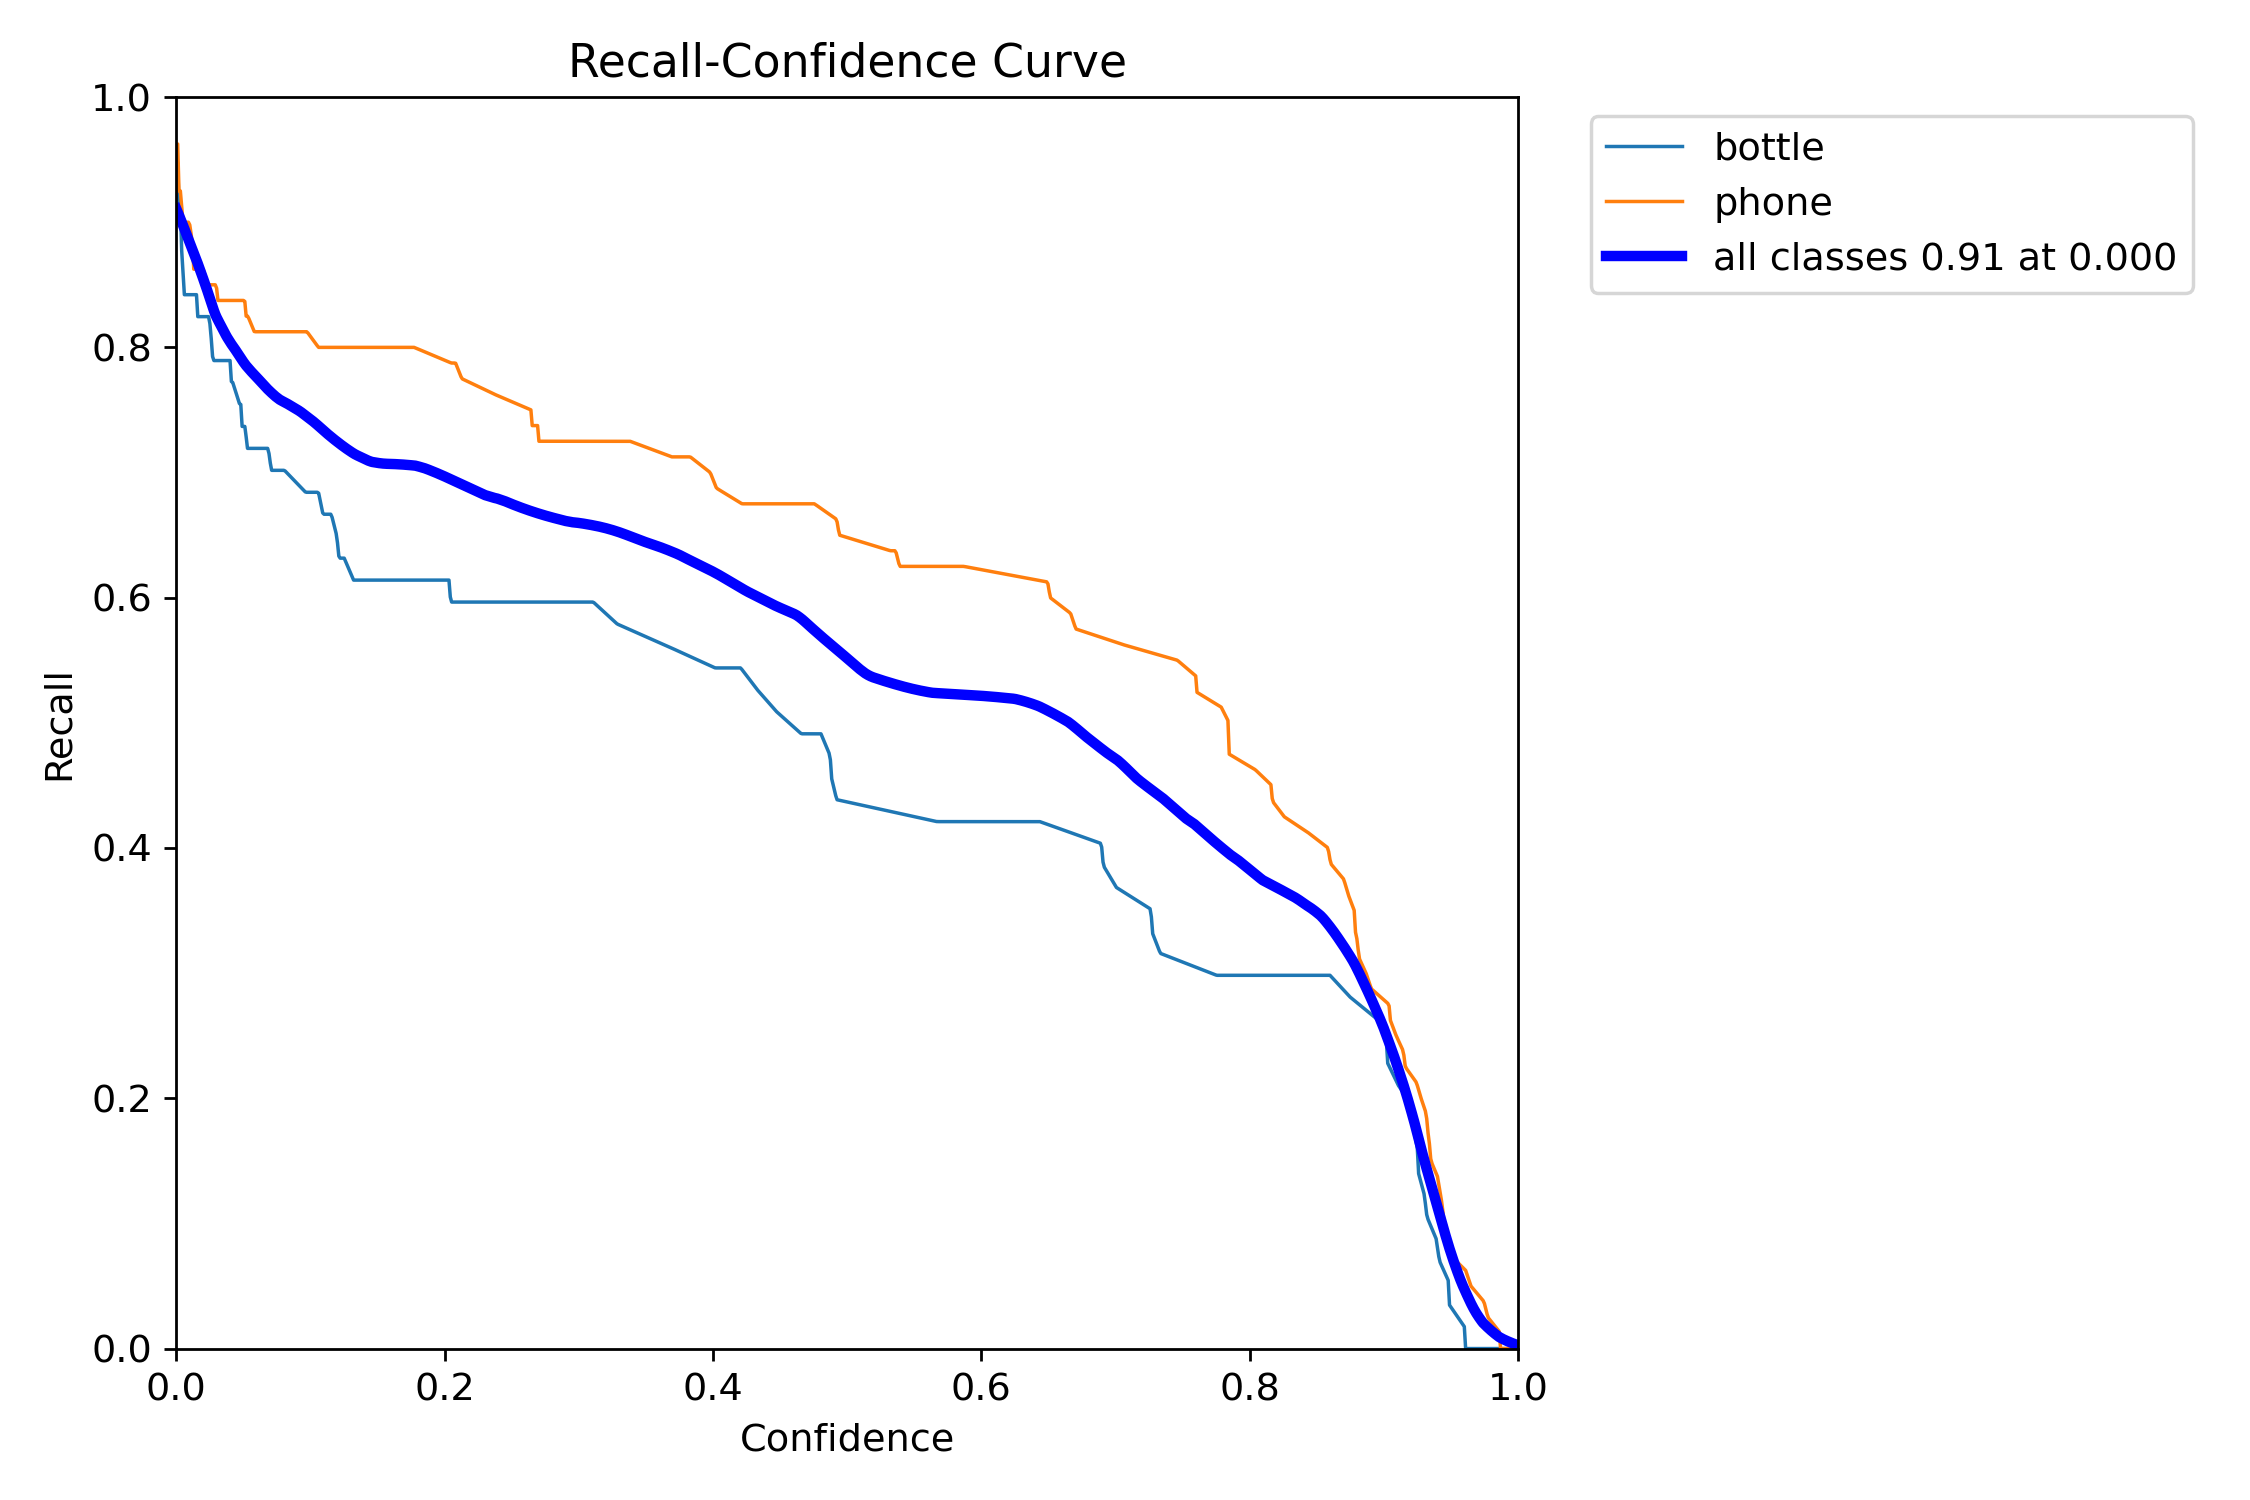 Recall-Confidence Curve
1.0
0.8
0.6
0.4
0.2
0.0
Recall
0.0 0.2 0.4 0.6 0.8 1.0
Confidence
bottle
phone
all classes 0.91 at 0.000